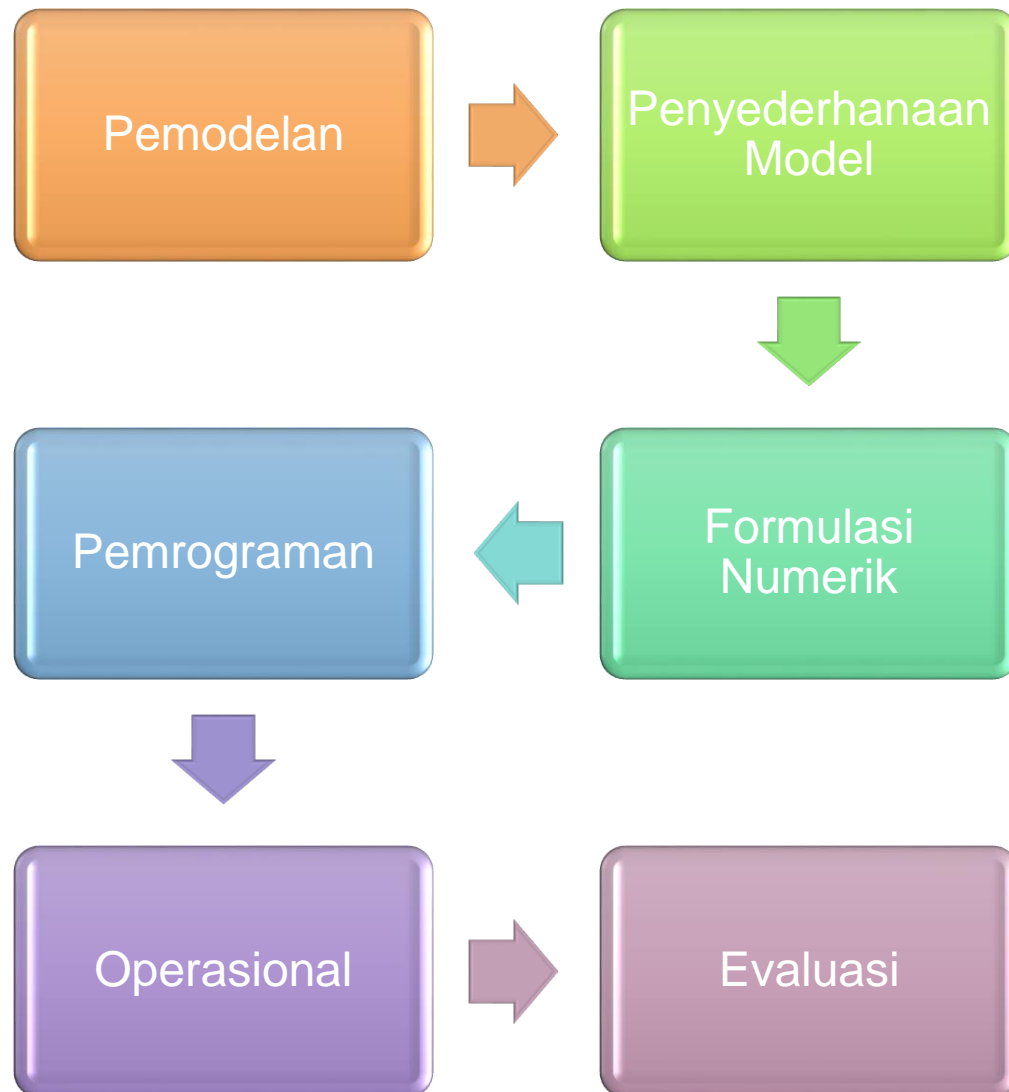 Pemodelan
Penyederhanaan
Model
Formulasi
Numerik
Pemrograman
Operasional
Evaluasi